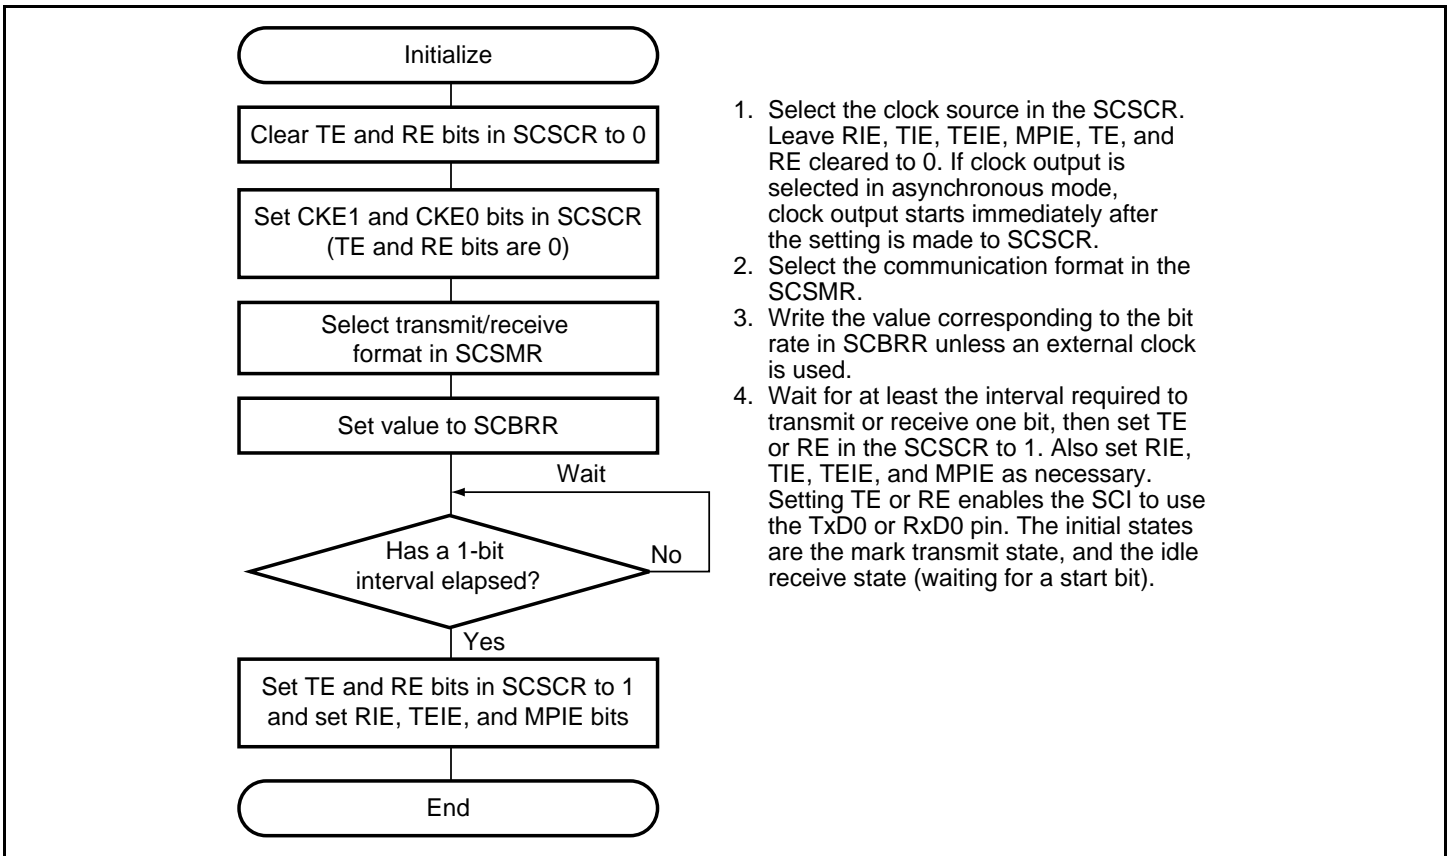 Initialize
Clear TE and RE bits in SCSCR to 0
Set CKE1 and CKE0 bits in SCSCR
(TE and RE bits are 0)
Select transmit/receive
format in SCSMR
Set value to SCBRR
Wait
Has a 1-bit
interval elapsed?
No
Yes
Set TE and RE bits in SCSCR to 1
and set RIE, TEIE, and MPIE bits
End
1. Select the clock source in the SCSCR.
Leave RIE, TIE, TEIE, MPIE, TE, and
RE cleared to 0. If clock output is
selected in asynchronous mode,
clock output starts immediately after
the setting is made to SCSCR.
2. Select the communication format in the
SCSMR.
3. Write the value corresponding to the bit
rate in SCBRR unless an external clock
is used.
4. Wait for at least the interval required to
transmit or receive one bit, then set TE
or RE in the SCSCR to 1. Also set RIE,
TIE, TEIE, and MPIE as necessary.
Setting TE or RE enables the SCI to use
the TxD0 or RxD0 pin. The initial states
are the mark transmit state, and the idle
receive state (waiting for a start bit).